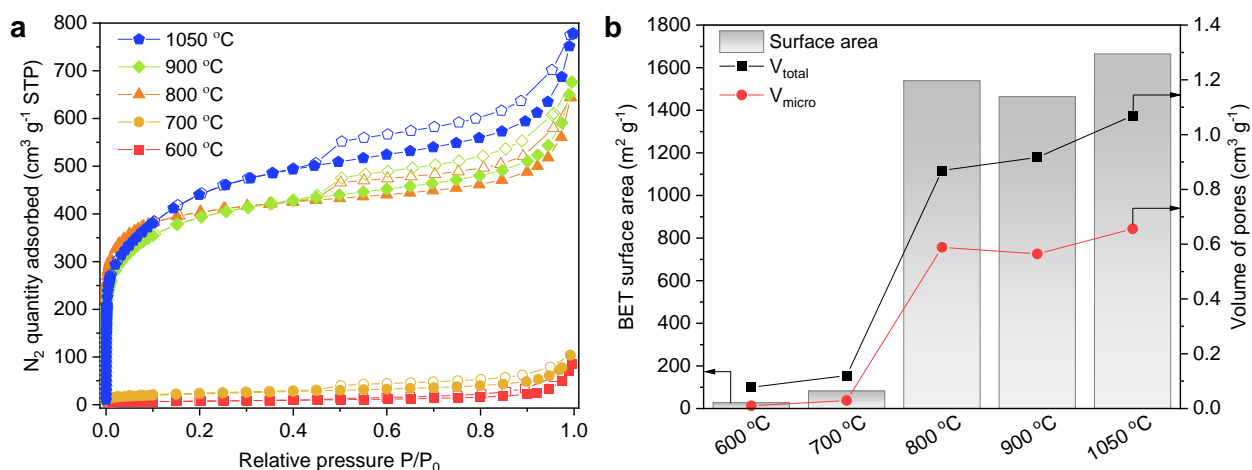 a
800
700
600
500
400
300
200
100
0
N₂ quantity adsorbed (cm³ g⁻¹ STP)
1050 °C
900 °C
800 °C
700 °C
600 °C
0.0 0.2 0.4 0.6 0.8 1.0
Relative pressure P/P₀
b
1800
1600
1400
1200
1000
800
600
400
200
0
BET surface area (m² g⁻¹)
Surface area
V_total
V_micro
1.4
1.2
1.0
0.8
0.6
0.4
0.2
0.0
Volume of pores (cm³ g⁻¹)
600 °C 700 °C 800 °C 900 °C 1050 °C